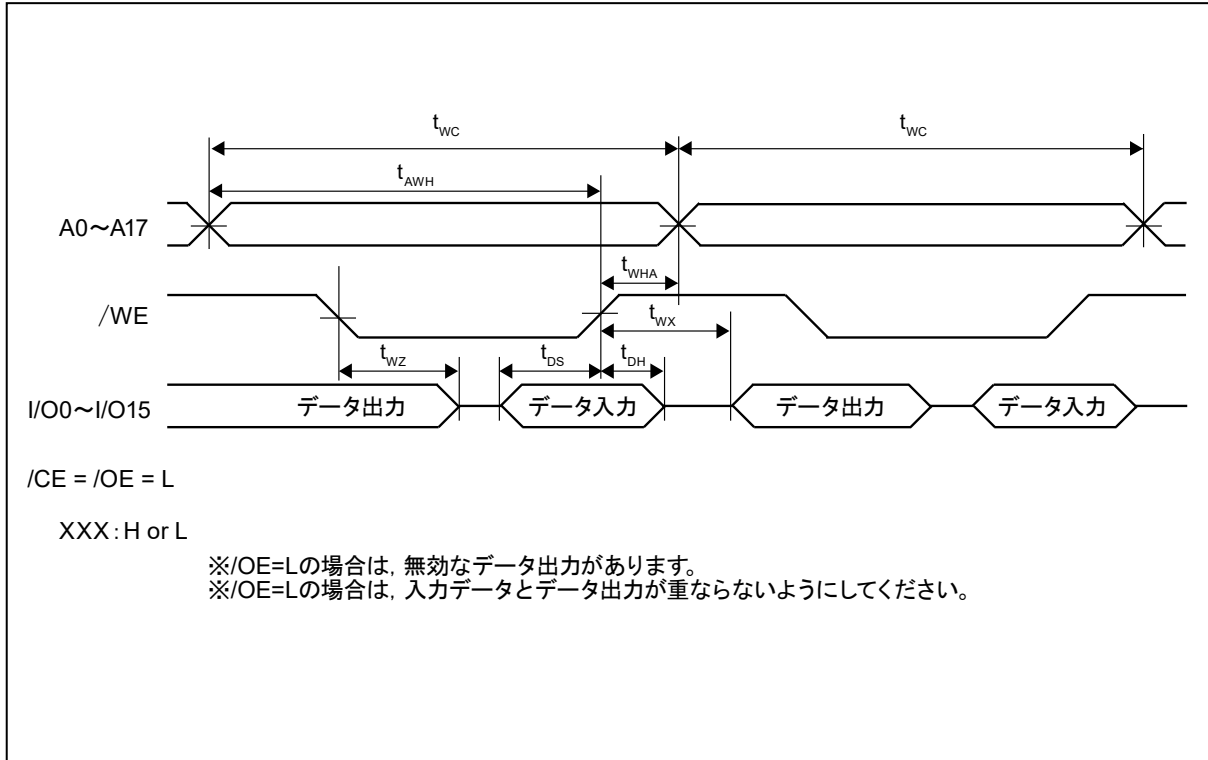 tWC tWC
tAWH
A0～A17
tWHA
/WE
tWX
tWZ tDS tDH
I/O0～I/O15 データ出力 データ入力 データ出力 データ入力
/CE = /OE = L
XXX：H or L
※/OE=Lの場合は，無効なデータ出力があります。
※/OE=Lの場合は，入力データとデータ出力が重ならないようにしてください。